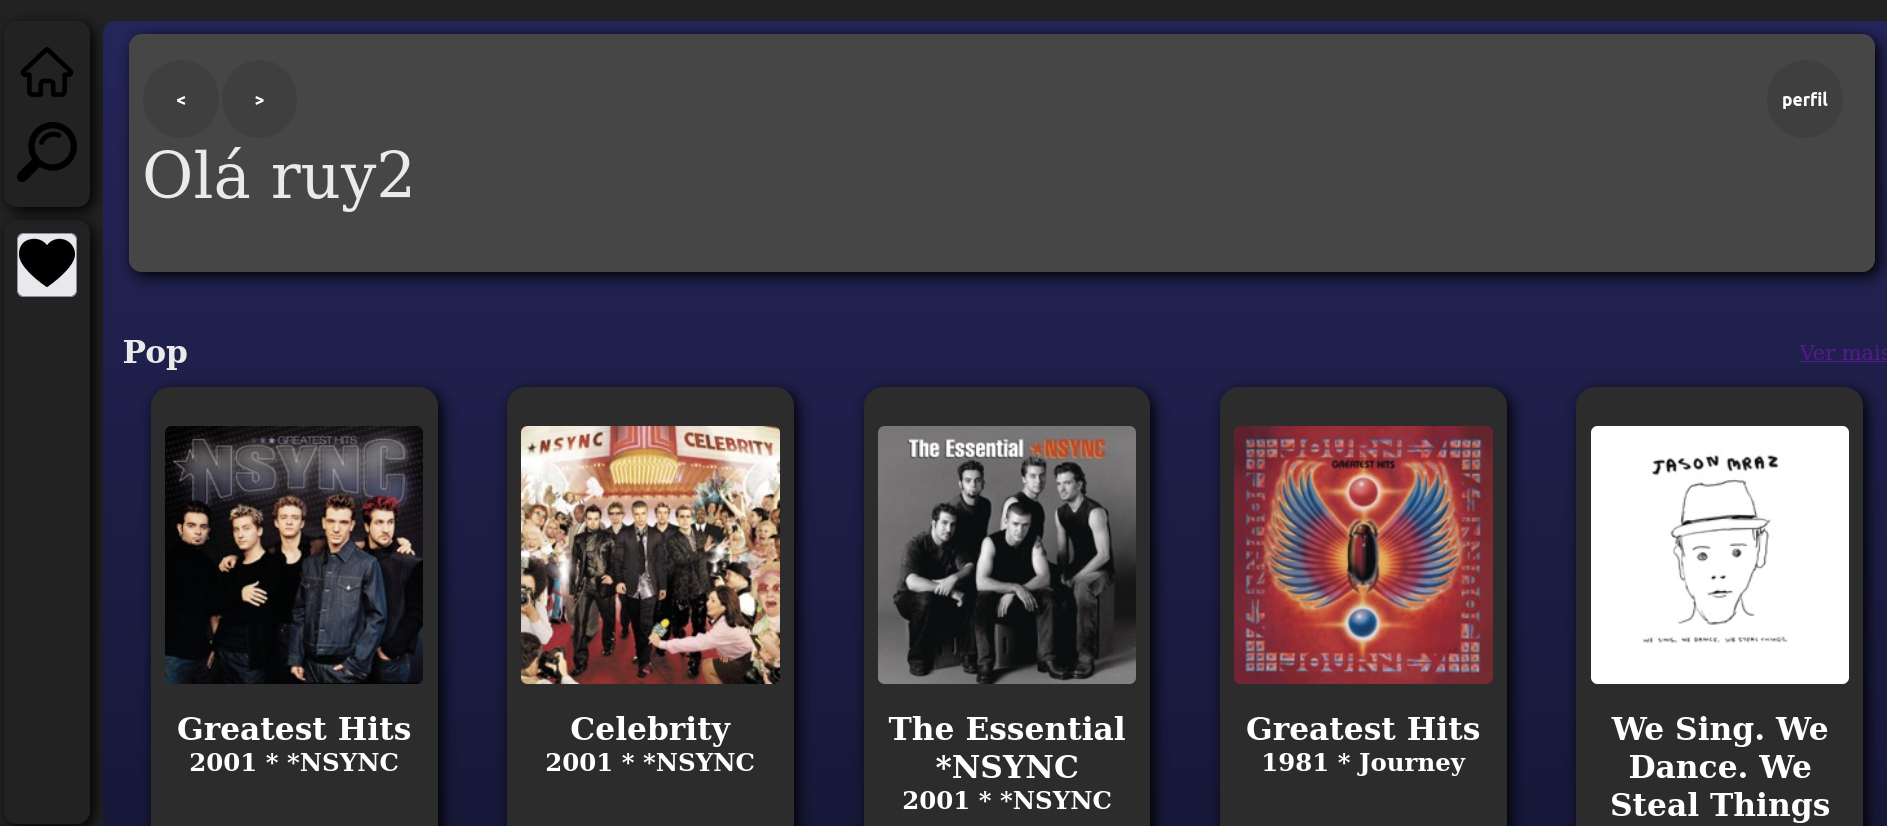 < >
perfil
Olá ruy2
Pop
Ver mais
★★★GREATEST HITS
★NSYNC
★NSYNC
CELEBRITY
The Essential ★NSYNC
GREATEST HITS
JOURNEY
JASON MRAZ
WE SING. WE DANCE. WE STEAL THINGS.
Greatest Hits
2001 * *NSYNC
Celebrity
2001 * *NSYNC
The Essential
*NSYNC
2001 * *NSYNC
Greatest Hits
1981 * Journey
We Sing. We
Dance. We
Steal Things